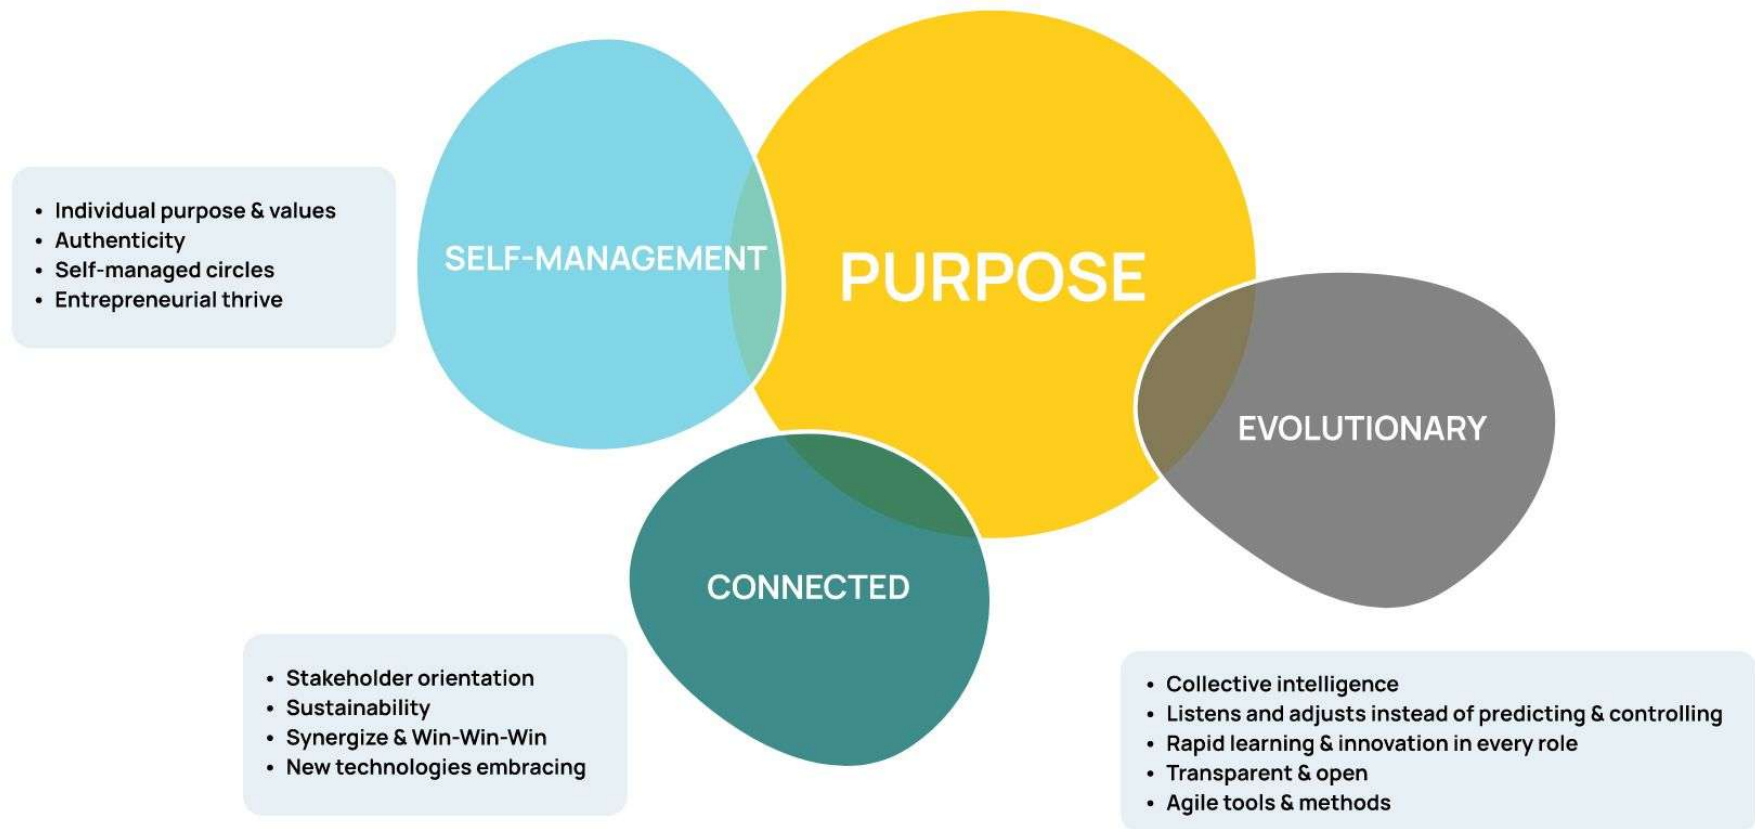 PURPOSE
SELF-MANAGEMENT
• Individual purpose & values
• Authenticity
• Self-managed circles
• Entrepreneurial thrive
EVOLUTIONARY
CONNECTED
• Stakeholder orientation
• Sustainability
• Synergize & Win-Win-Win
• New technologies embracing
• Collective intelligence
• Listens and adjusts instead of predicting & controlling
• Rapid learning & innovation in every role
• Transparent & open
• Agile tools & methods